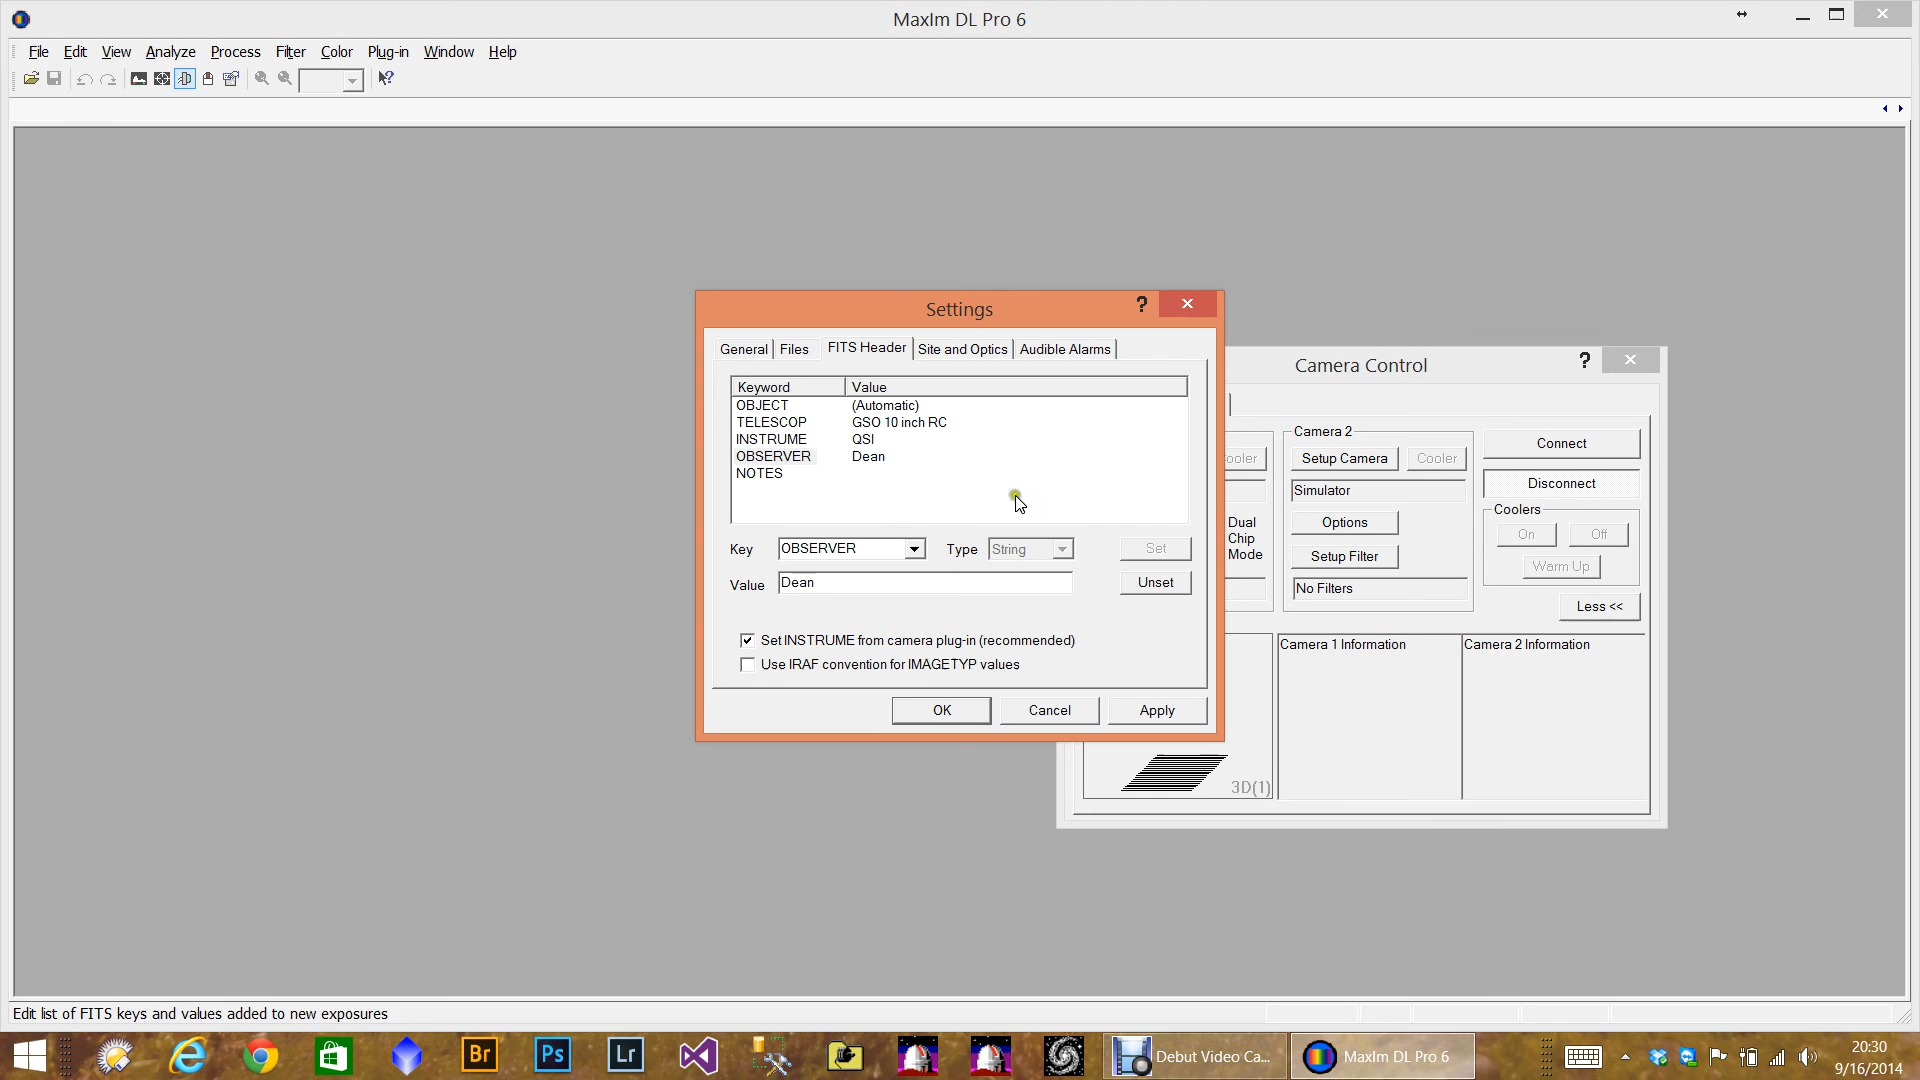 MaxIm DL Pro 6
File Edit View Analyze Process Filter Color Plug-in Window Help
Settings
?
General Files FITS Header Site and Optics Audible Alarms
Keyword Value
OBJECT (Automatic)
TELESCOP GSO 10 inch RC
INSTRUME QSI
OBSERVER Dean
NOTES
Key OBSERVER Type String Set
Value Dean Unset
Set INSTRUME from camera plug-in (recommended)
Use IRAF convention for IMAGETYP values
OK Cancel Apply
Camera Control
?
Camera 2
ooler Setup Camera Cooler
Simulator
Dual
Chip
Mode
Options
Setup Filter
No Filters
Connect
Disconnect
Coolers
On Off
Warm Up
Less <<
3D(1)
Camera 1 Information
Camera 2 Information
Edit list of FITS keys and values added to new exposures
Br Ps Lr
Debut Video Ca...
MaxIm DL Pro 6
20:30
9/16/2014